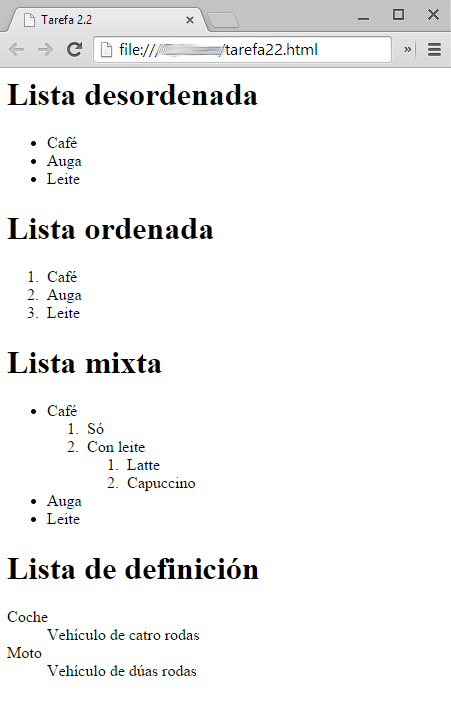 Tarefa 2.2
file:///        /tarefa22.html »
Lista desordenada
• Café
• Auga
• Leite
Lista ordenada
1. Café
2. Auga
3. Leite
Lista mixta
• Café
1. Só
2. Con leite
1. Latte
2. Capuccino
• Auga
• Leite
Lista de definición
Coche
Vehículo de catro rodas
Moto
Vehículo de dúas rodas